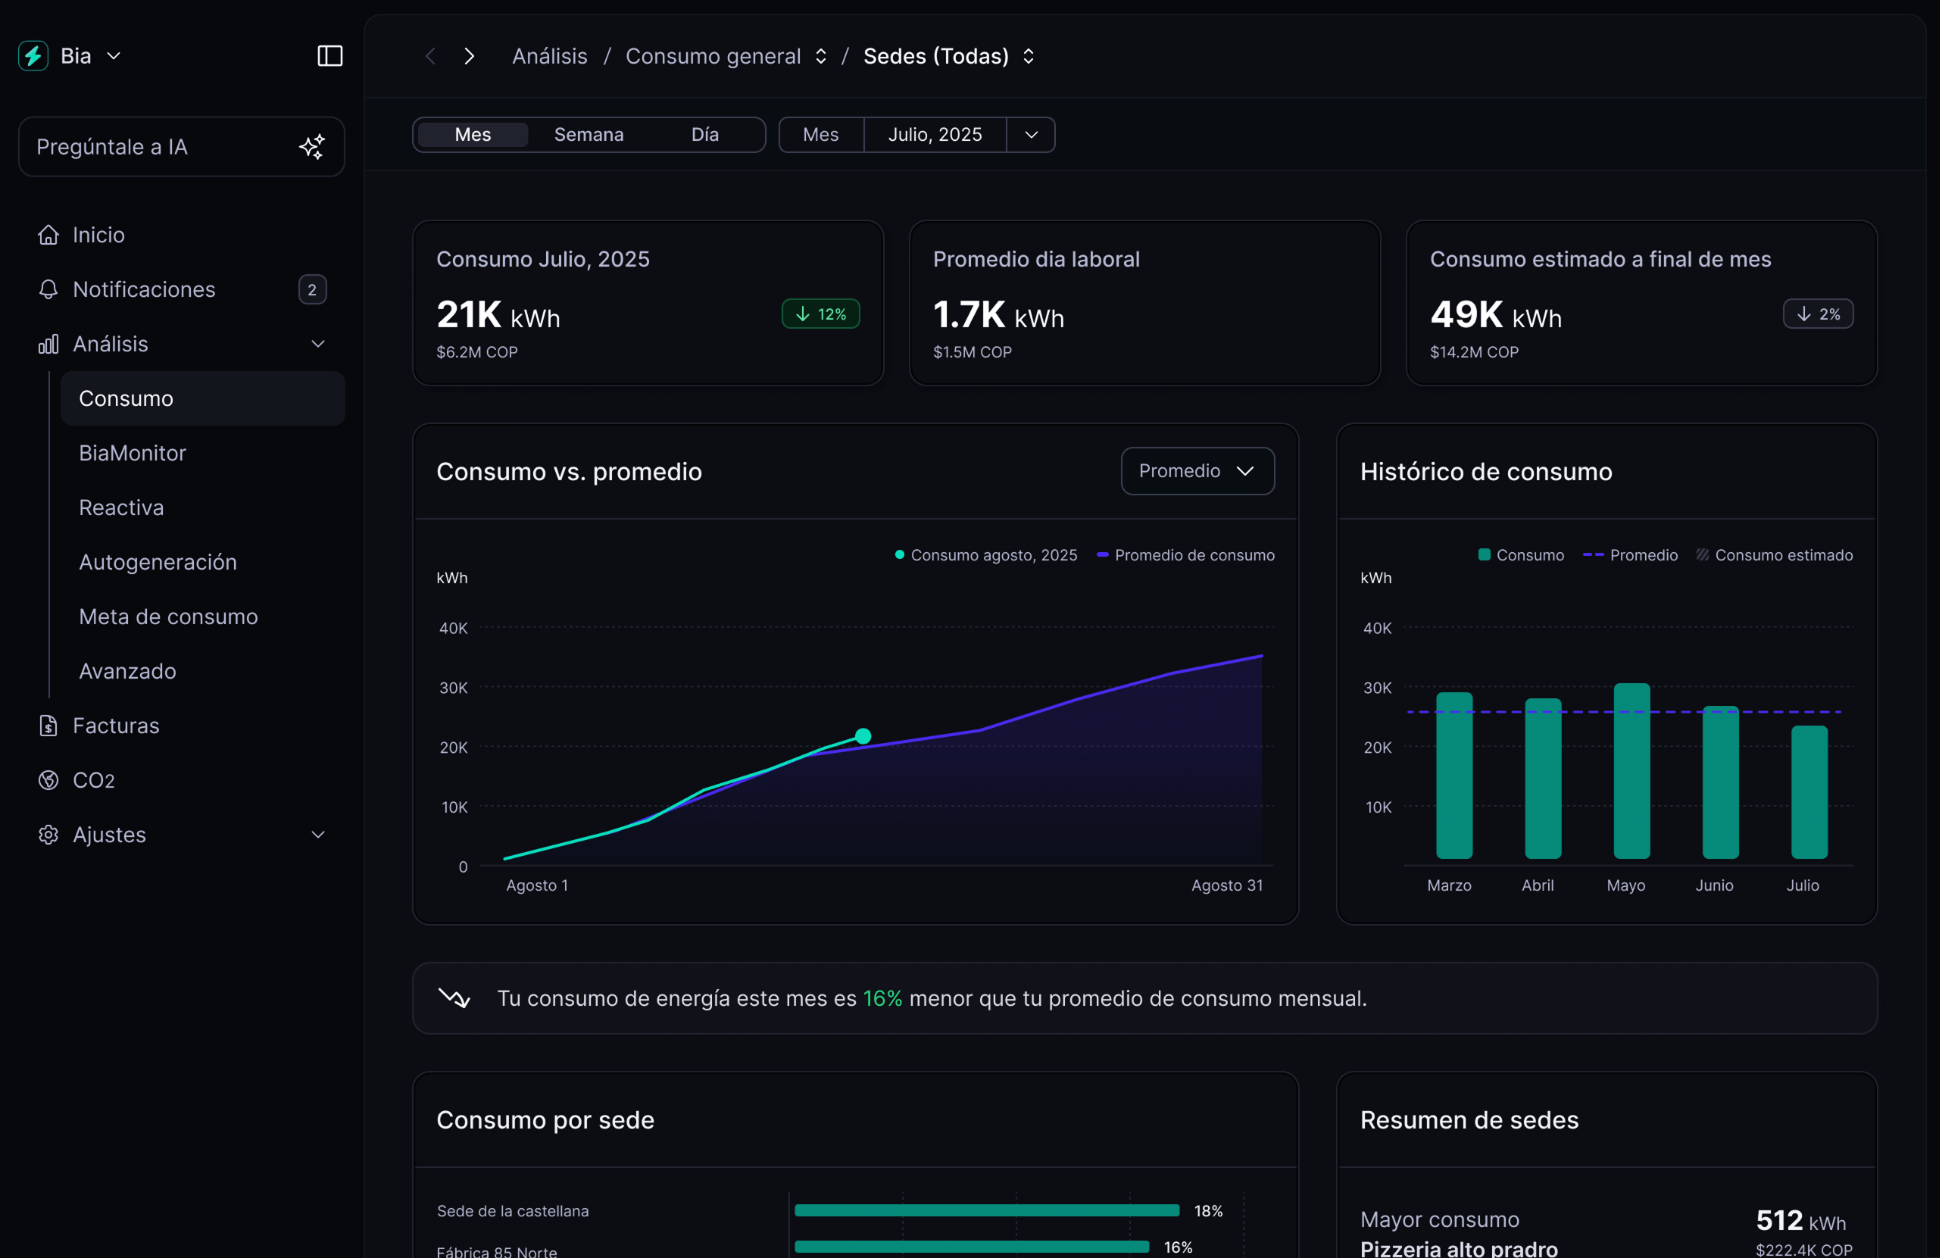 Bia
Pregúntale a IA
Inicio
Notificaciones 2
Análisis
Consumo
BiaMonitor
Reactiva
Autogeneración
Meta de consumo
Avanzado
Facturas
CO2
Ajustes
Análisis / Consumo general / Sedes (Todas)
Mes Semana Día Mes Julio, 2025
Consumo Julio, 2025
21K kWh 12%
$6.2M COP
Promedio dia laboral
1.7K kWh
$1.5M COP
Consumo estimado a final de mes
49K kWh 2%
$14.2M COP
Consumo vs. promedio Promedio
Consumo agosto, 2025 Promedio de consumo
kWh
40K
30K
20K
10K
0
Agosto 1 Agosto 31
Histórico de consumo
Consumo Promedio Consumo estimado
kWh
40K
30K
20K
10K
Marzo Abril Mayo Junio Julio
Tu consumo de energía este mes es 16% menor que tu promedio de consumo mensual.
Consumo por sede
Sede de la castellana 18%
Fábrica 85 Norte 16%
Resumen de sedes
Mayor consumo 512 kWh
Pizzeria alto pradro $222.4K COP